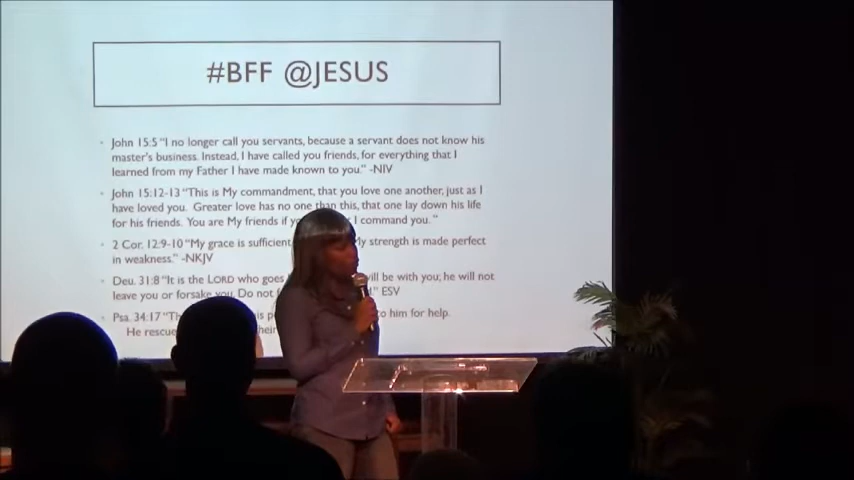 #BFF @JESUS
John 15:5 "I no longer call you servants, because a servant does not know his
master's business. Instead, I have called you friends, for everything that I
learned from my Father I have made known to you." -NIV
John 15:12-13 "This is My commandment, that you love one another, just as I
have loved you. Greater love has no one than this, that one lay down his life
for his friends. You are My friends if I command you."
2 Cor. 12:9-10 "My grace is sufficient My strength is made perfect
in weakness." -NKJV
Deu. 31:8 "It is the LORD who goes will be with you; he will not
leave you or forsake you. Do not ESV
Psa. 34:17 to him for help.
He rescue